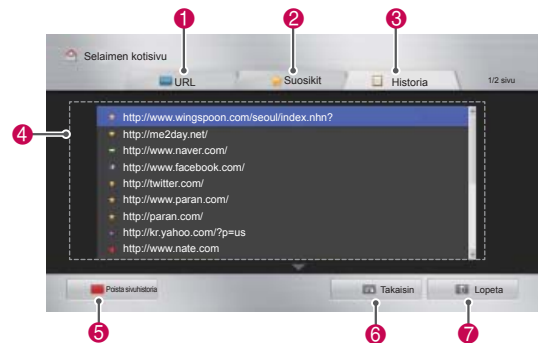 1 2 3
Selaimen kotisivu
URL Suosikit Historia 1/2 sivu
4
http://www.wingspoon.com/seoul/index.nhn?
http://me2day.net/
http://www.naver.com/
http://www.facebook.com/
http://twitter.com/
http://www.paran.com/
http://paran.com/
http://kr.yahoo.com/?p=us
http://www.nate.com
Poista sivuhistoria Takaisin Lopeta
5 6 7